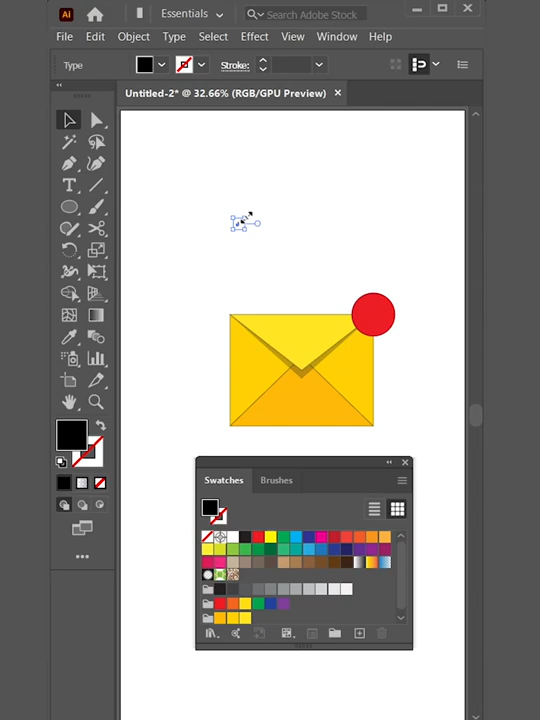 Ai Essentials Search Adobe Stock
File Edit Object Type Select Effect View Window Help
Type Stroke:
Untitled-2* @ 32.66% (RGB/GPU Preview) ×
Swatches Brushes